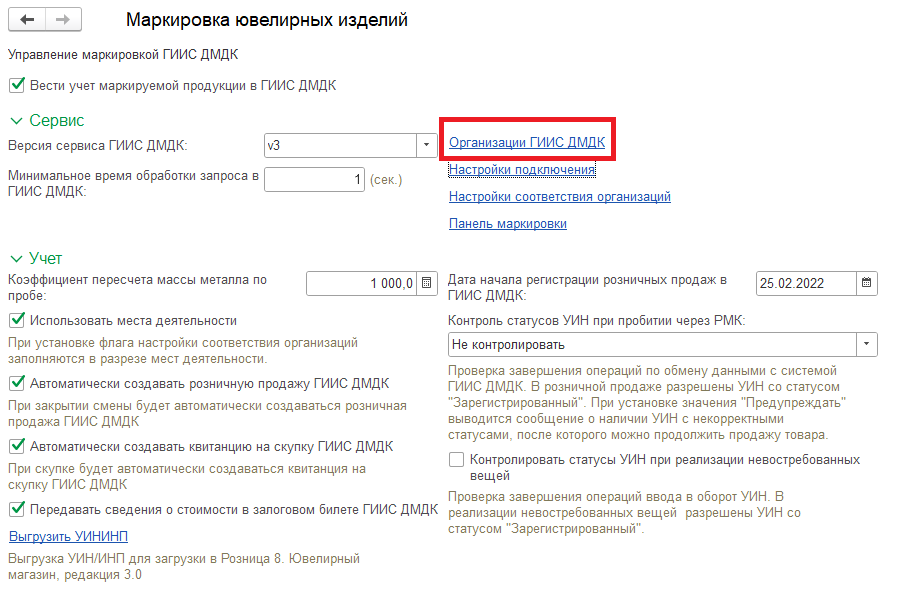 Маркировка ювелирных изделий
Управление маркировкой ГИИС ДМДК
Вести учет маркируемой продукции в ГИИС ДМДК
Сервис
Версия сервиса ГИИС ДМДК:
v3
Организации ГИИС ДМДК
Минимальное время обработки запроса в
ГИИС ДМДК:
1
(сек.)
Настройки подключения
Настройки соответствия организаций
Панель маркировки
Учет
Коэффициент пересчета массы металла по
пробе:
1 000,0
Использовать места деятельности
При установке флага настройки соответствия организаций
заполняются в разрезе мест деятельности.
Автоматически создавать розничную продажу ГИИС ДМДК
При закрытии смены будет автоматически создаваться розничная
продажа ГИИС ДМДК
Автоматически создавать квитанцию на скупку ГИИС ДМДК
При скупке будет автоматически создаваться квитанция на
скупку ГИИС ДМДК
Передавать сведения о стоимости в залоговом билете ГИИС ДМДК
Выгрузить УИНИНП
Выгрузка УИН/ИНП для загрузки в Розница 8. Ювелирный
магазин, редакция 3.0
Дата начала регистрации розничных продаж в
ГИИС ДМДК:
25.02.2022
Контроль статусов УИН при пробитии через РМК:
Не контролировать
Проверка завершения операций по обмену данными с системой
ГИИС ДМДК. В розничной продаже разрешены УИН со статусом
"Зарегистрированный". При установке значения "Предупреждать"
выводится сообщение о наличии УИН с некорректными
статусами, после которого можно продолжить продажу товара.
Контролировать статусы УИН при реализации невостребованных
вещей
Проверка завершения операций ввода в оборот УИН. В
реализации невостребованных вещей разрешены УИН со
статусом "Зарегистрированный".